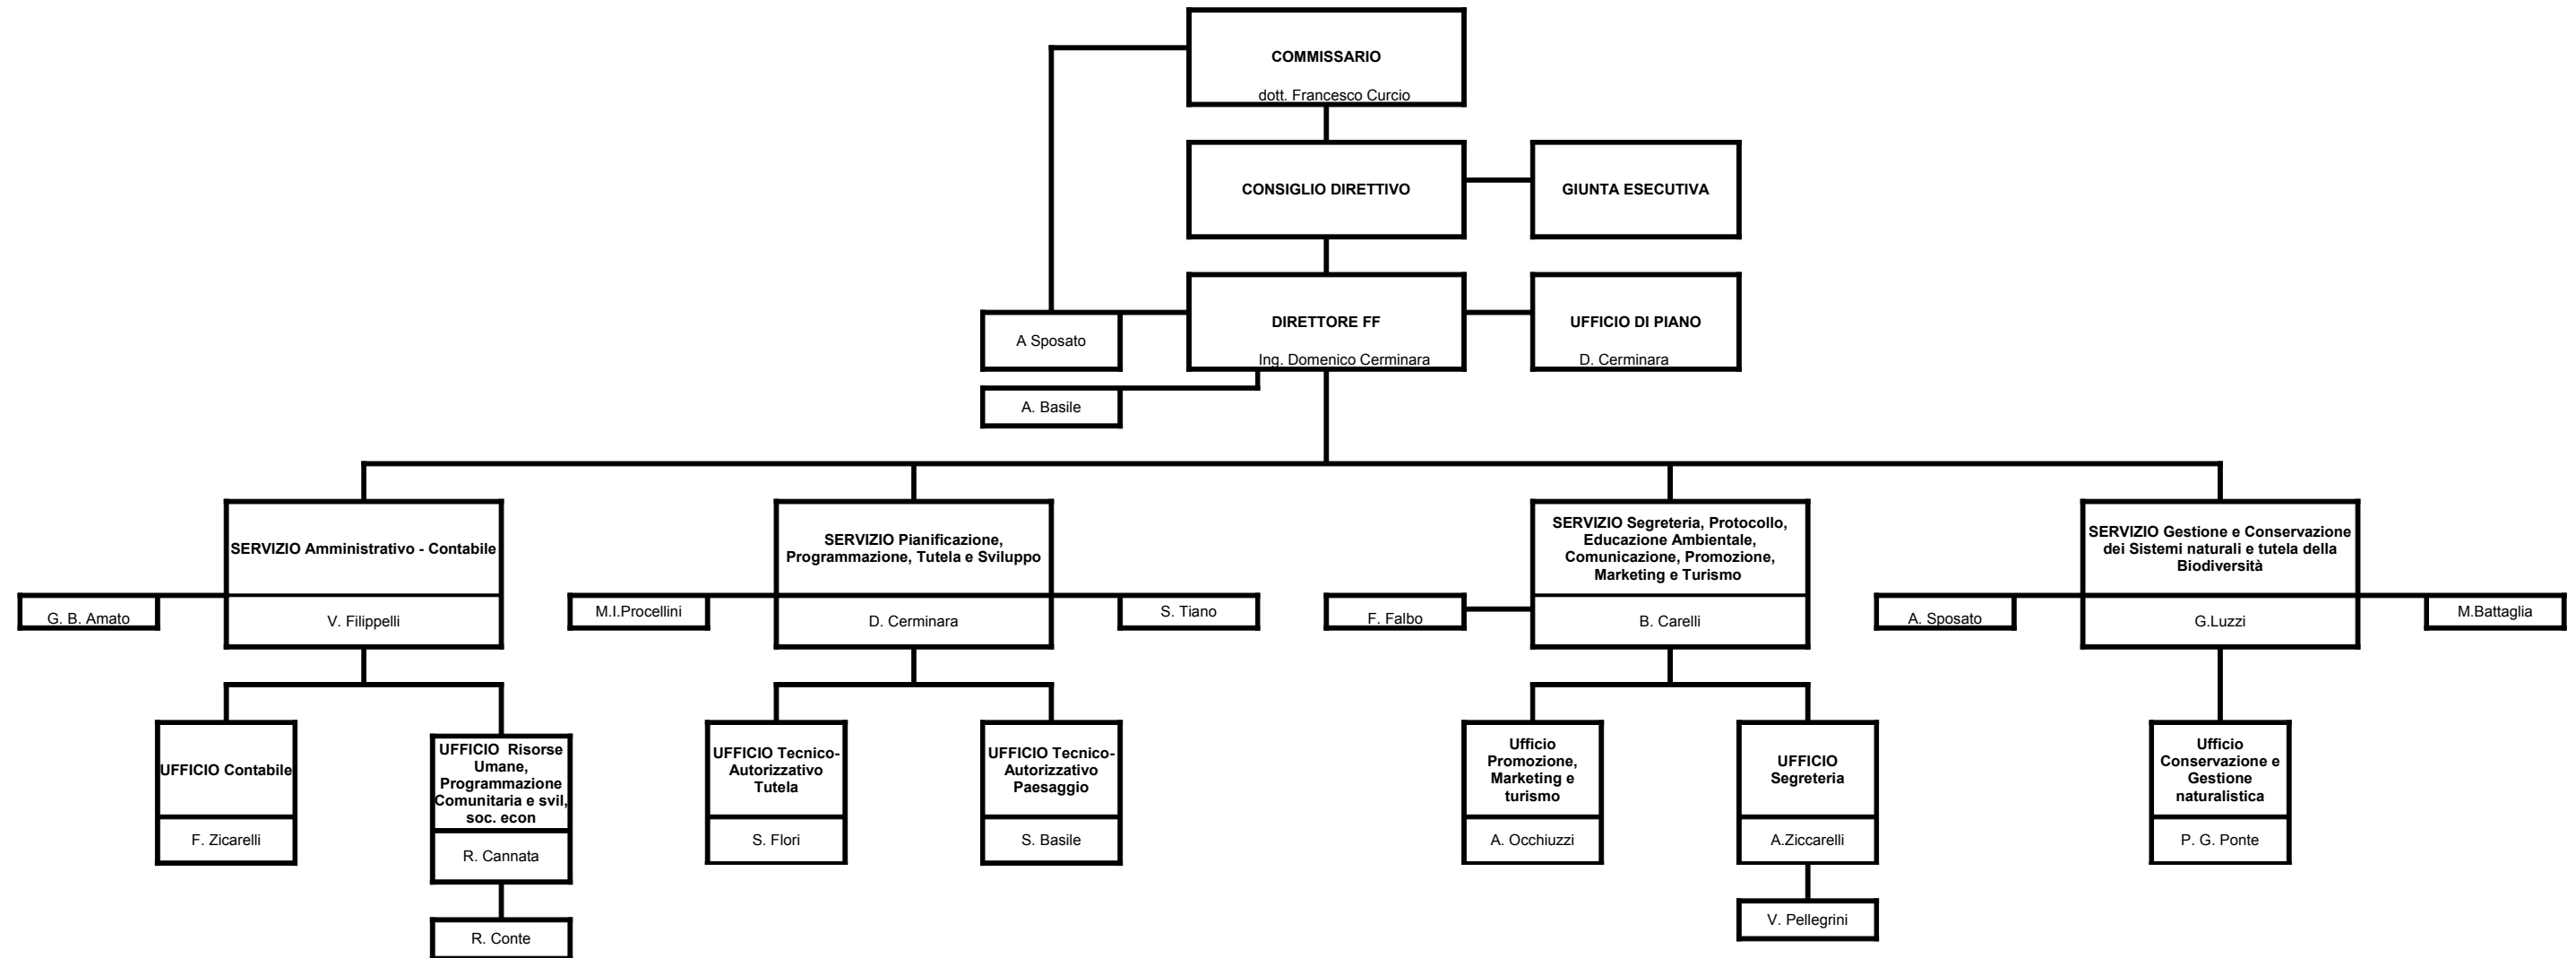 COMMISSARIO
dott. Francesco Curcio
CONSIGLIO DIRETTIVO
GIUNTA ESECUTIVA
DIRETTORE FF
Ing. Domenico Cerminara
UFFICIO DI PIANO
D. Cerminara
A Sposato
A. Basile
SERVIZIO Amministrativo - Contabile
V. Filippelli
G. B. Amato
SERVIZIO Pianificazione,
Programmazione, Tutela e Sviluppo
D. Cerminara
M.I.Procellini
S. Tiano
SERVIZIO Segreteria, Protocollo,
Educazione Ambientale,
Comunicazione, Promozione,
Marketing e Turismo
B. Carelli
F. Falbo
SERVIZIO Gestione e Conservazione
dei Sistemi naturali e tutela della
Biodiversità
G.Luzzi
A. Sposato
M.Battaglia
UFFICIO Contabile
F. Zicarelli
UFFICIO Risorse
Umane,
Programmazione
Comunitaria e svil,
soc. econ
R. Cannata
R. Conte
UFFICIO Tecnico-
Autorizzativo
Tutela
S. Flori
UFFICIO Tecnico-
Autorizzativo
Paesaggio
S. Basile
Ufficio
Promozione,
Marketing e
turismo
A. Occhiuzzi
UFFICIO
Segreteria
A.Ziccarelli
V. Pellegrini
Ufficio
Conservazione e
Gestione
naturalistica
P. G. Ponte